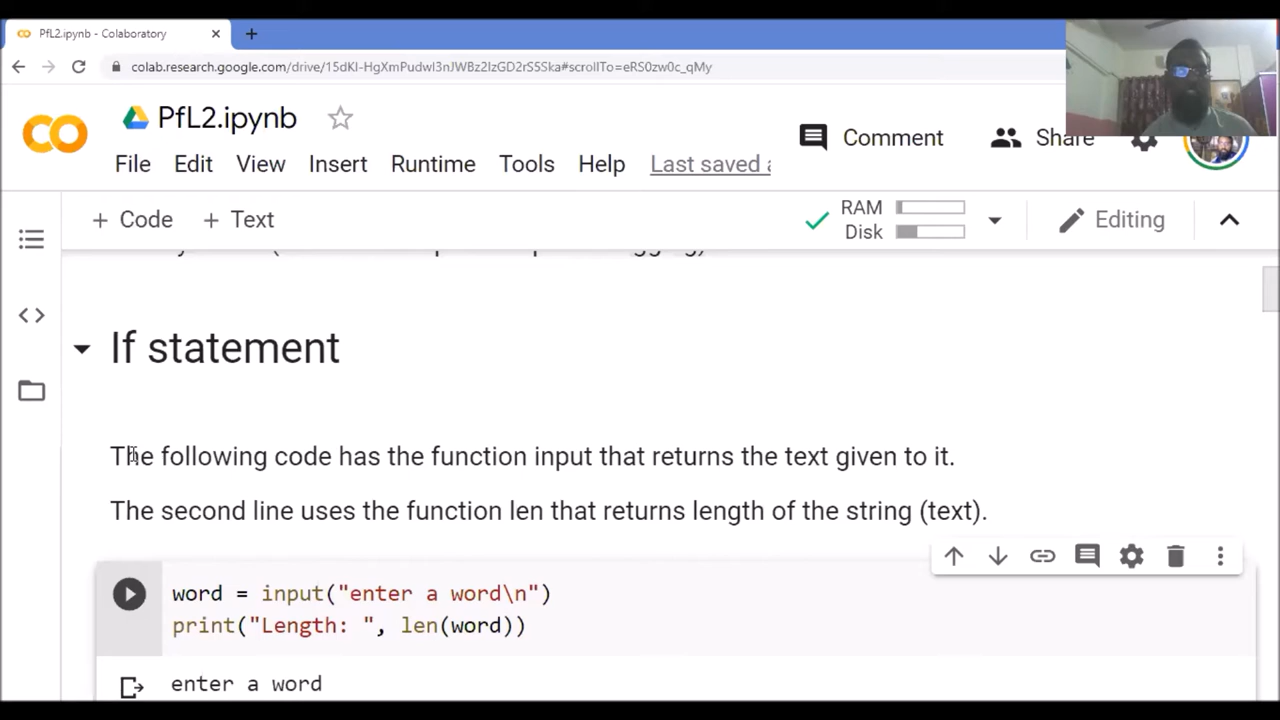 PfL2.ipynb - Colaboratory
colab.research.google.com/drive/15dKI-HgXmPudwI3nJWBz2IzGD2rS5Ska#scrollTo=eRS0zw0c_qMy
PfL2.ipynb
Comment
Share
File Edit View Insert Runtime Tools Help Last saved a
+ Code + Text
RAM
Disk
Editing
If statement
The following code has the function input that returns the text given to it.
The second line uses the function len that returns length of the string (text).
word = input("enter a word\n")
print("Length: ", len(word))
enter a word